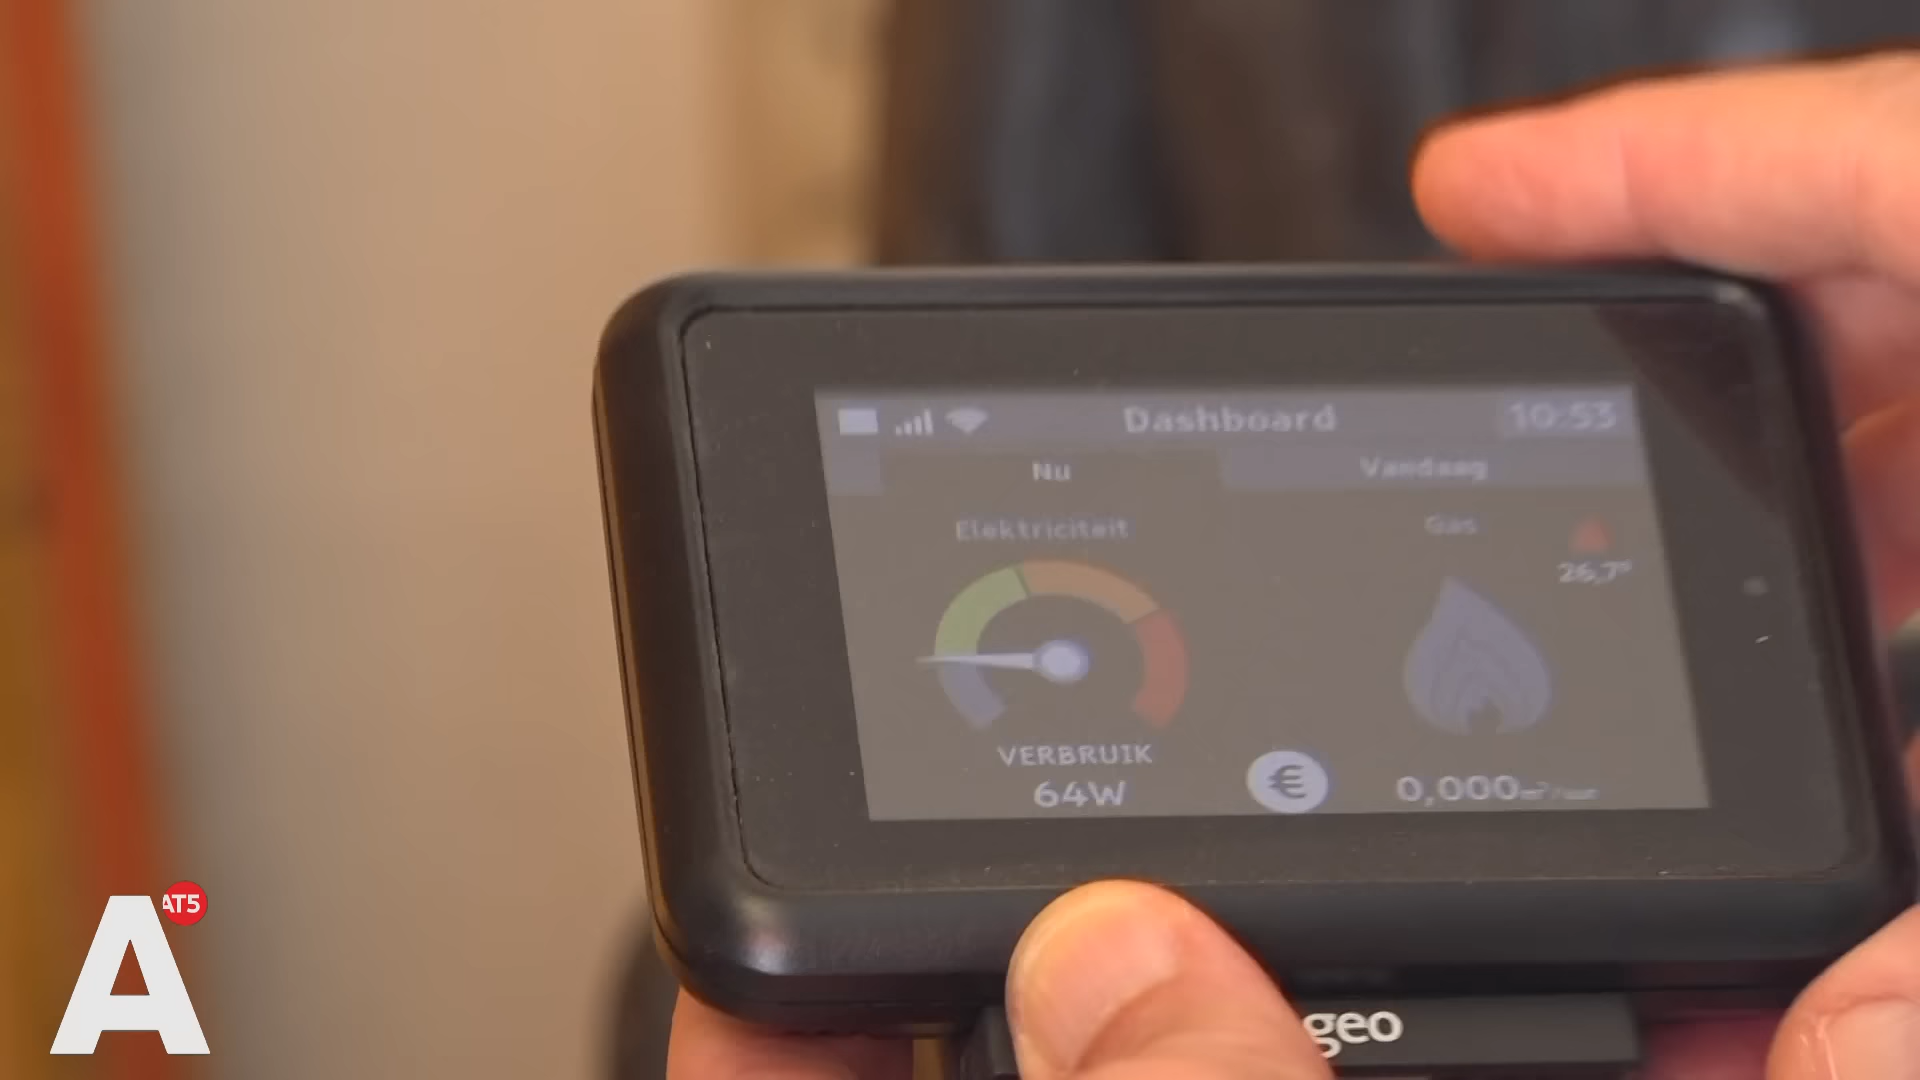 Dashboard 10:53
Nu Vandaag
Elektriciteit Gas
26,7°
VERBRUIK
64W € 0,000
geo
AT5
A